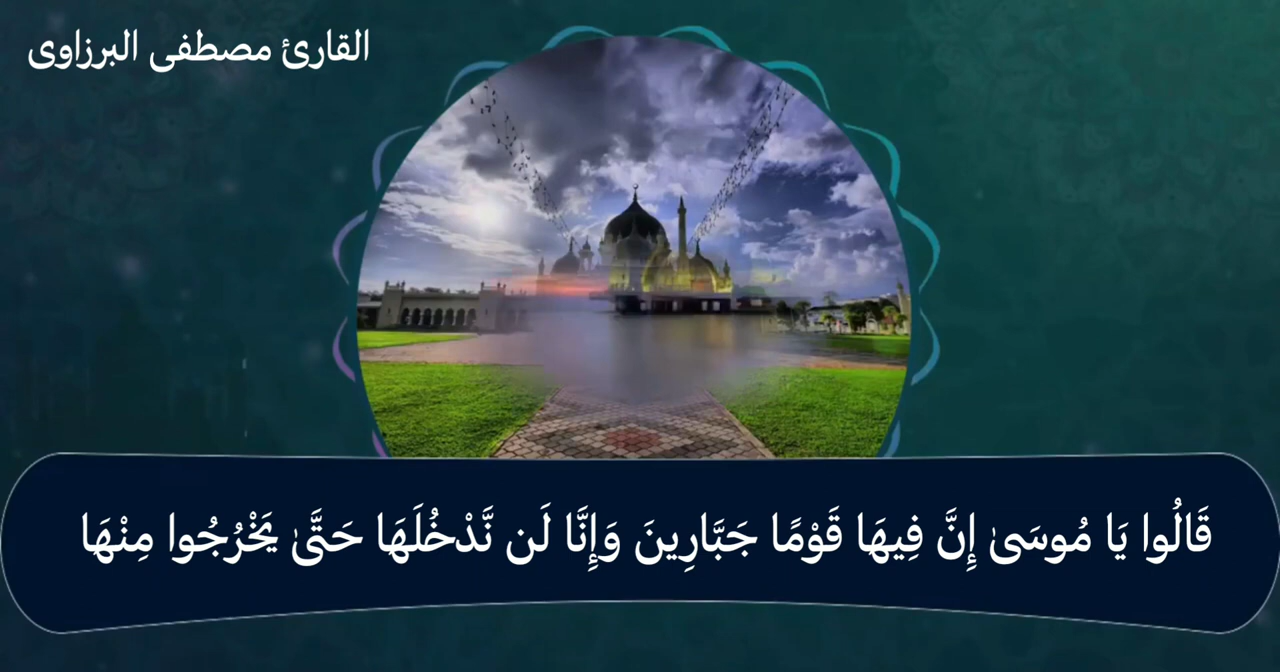 القارئ مصطفى البرزاوى
قَالُوا يَا مُوسَىٰ إِنَّ فِيهَا قَوْمًا جَبَّارِينَ وَإِنَّا لَن نَّدْخُلَهَا حَتَّىٰ يَخْرُجُوا مِنْهَا